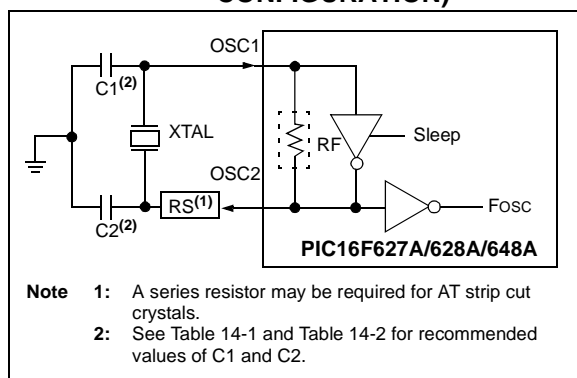 CONFIGURATION)
OSC1
C1(2)
XTAL
RF
Sleep
OSC2
RS(1)
C2(2)
FOSC
PIC16F627A/628A/648A
Note 1: A series resistor may be required for AT strip cut
crystals.
2: See Table 14-1 and Table 14-2 for recommended
values of C1 and C2.